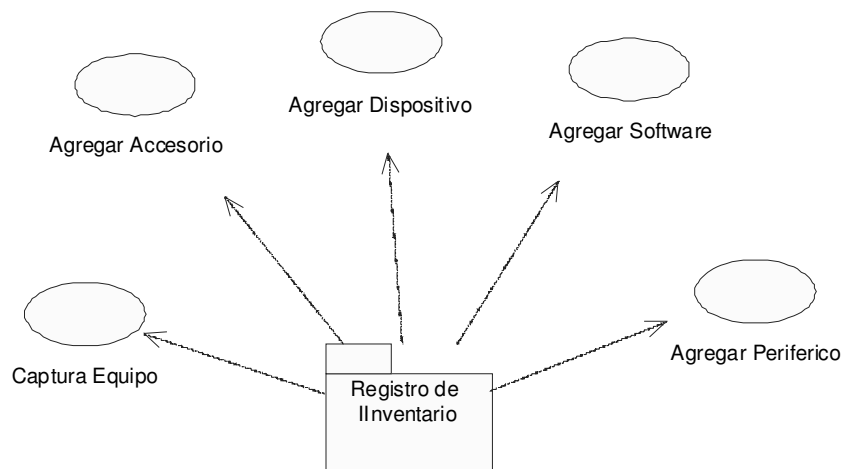 Agregar Dispositivo
Agregar Accesorio
Agregar Software
Agregar Periferico
Captura Equipo
Registro de
IInventario